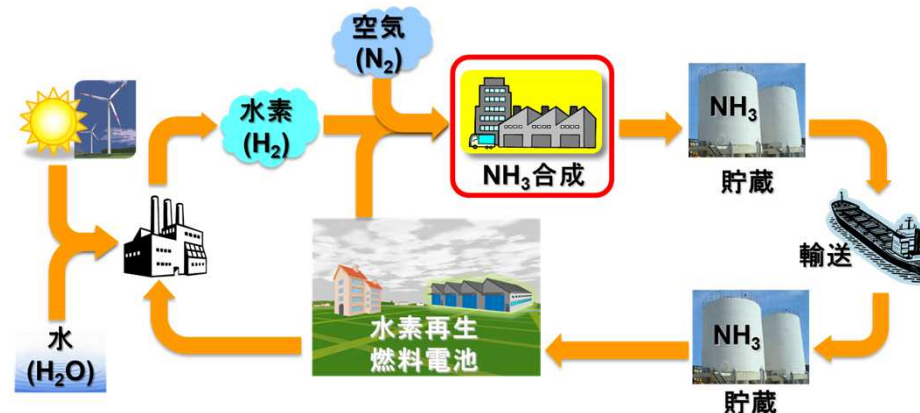 空気
(N₂)
水素
(H₂)
NH₃合成
NH₃
貯蔵
輸送
水
(H₂O)
水素再生
燃料電池
NH₃
貯蔵